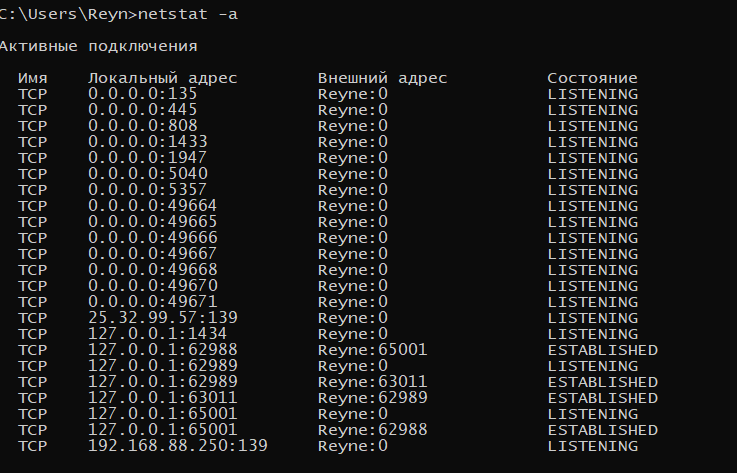 C:\Users\Reyn>netstat -a
Активные подключения
Имя Локальный адрес Внешний адрес Состояние
TCP 0.0.0.0:135 Reyne:0 LISTENING
TCP 0.0.0.0:445 Reyne:0 LISTENING
TCP 0.0.0.0:808 Reyne:0 LISTENING
TCP 0.0.0.0:1433 Reyne:0 LISTENING
TCP 0.0.0.0:1947 Reyne:0 LISTENING
TCP 0.0.0.0:5040 Reyne:0 LISTENING
TCP 0.0.0.0:5357 Reyne:0 LISTENING
TCP 0.0.0.0:49664 Reyne:0 LISTENING
TCP 0.0.0.0:49665 Reyne:0 LISTENING
TCP 0.0.0.0:49666 Reyne:0 LISTENING
TCP 0.0.0.0:49667 Reyne:0 LISTENING
TCP 0.0.0.0:49668 Reyne:0 LISTENING
TCP 0.0.0.0:49670 Reyne:0 LISTENING
TCP 0.0.0.0:49671 Reyne:0 LISTENING
TCP 25.32.99.57:139 Reyne:0 LISTENING
TCP 127.0.0.1:1434 Reyne:0 LISTENING
TCP 127.0.0.1:62988 Reyne:65001 ESTABLISHED
TCP 127.0.0.1:62989 Reyne:0 LISTENING
TCP 127.0.0.1:62989 Reyne:63011 ESTABLISHED
TCP 127.0.0.1:63011 Reyne:62989 ESTABLISHED
TCP 127.0.0.1:65001 Reyne:0 LISTENING
TCP 127.0.0.1:65001 Reyne:62988 ESTABLISHED
TCP 192.168.88.250:139 Reyne:0 LISTENING